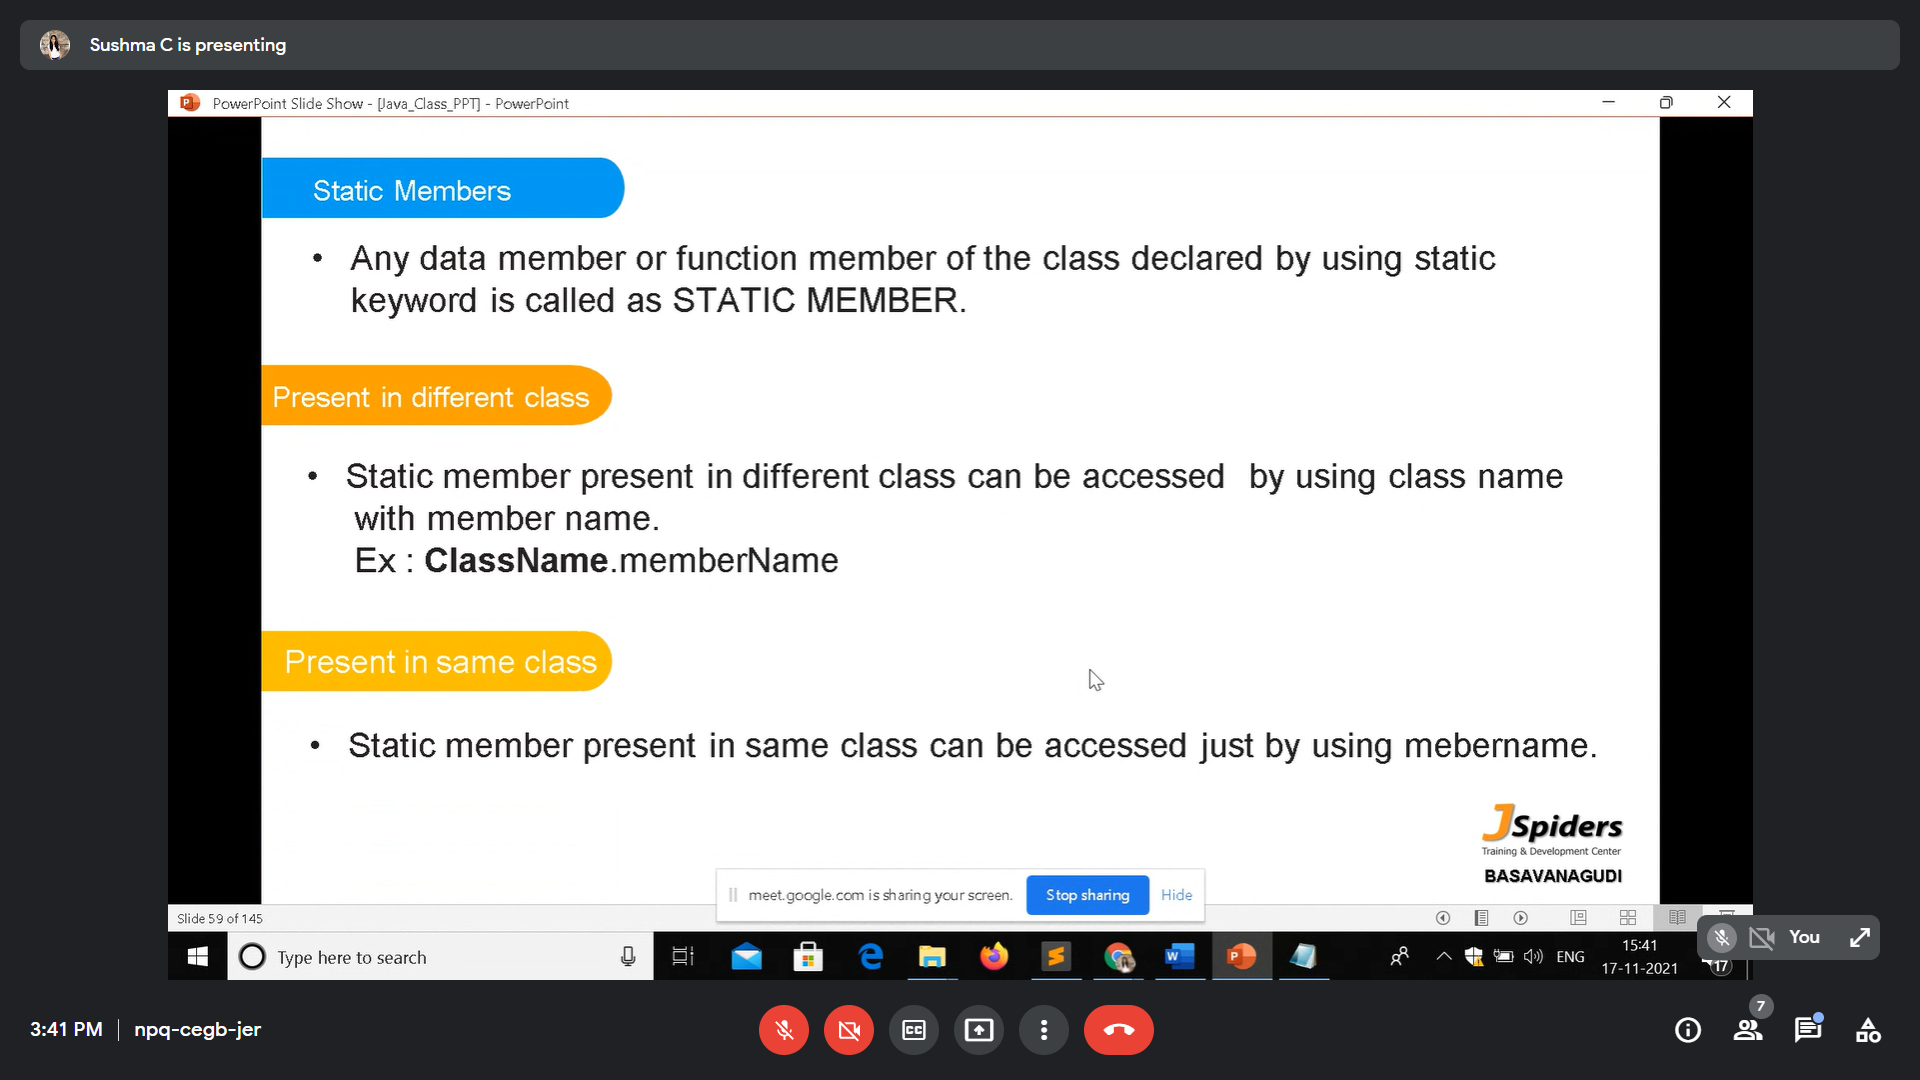 Sushma C is presenting
PowerPoint Slide Show - [Java_Class_PPT] - PowerPoint
Static Members
• Any data member or function member of the class declared by using static
keyword is called as STATIC MEMBER.
Present in different class
• Static member present in different class can be accessed by using class name
with member name.
Ex : ClassName.memberName
Present in same class
• Static member present in same class can be accessed just by using mebername.
JSpiders
Training & Development Center
BASAVANAGUDI
meet.google.com is sharing your screen.
Stop sharing
Hide
Slide 59 of 145
You
Type here to search
ENG
15:41
17-11-2021
17
3:41 PM
npq-cegb-jer
7